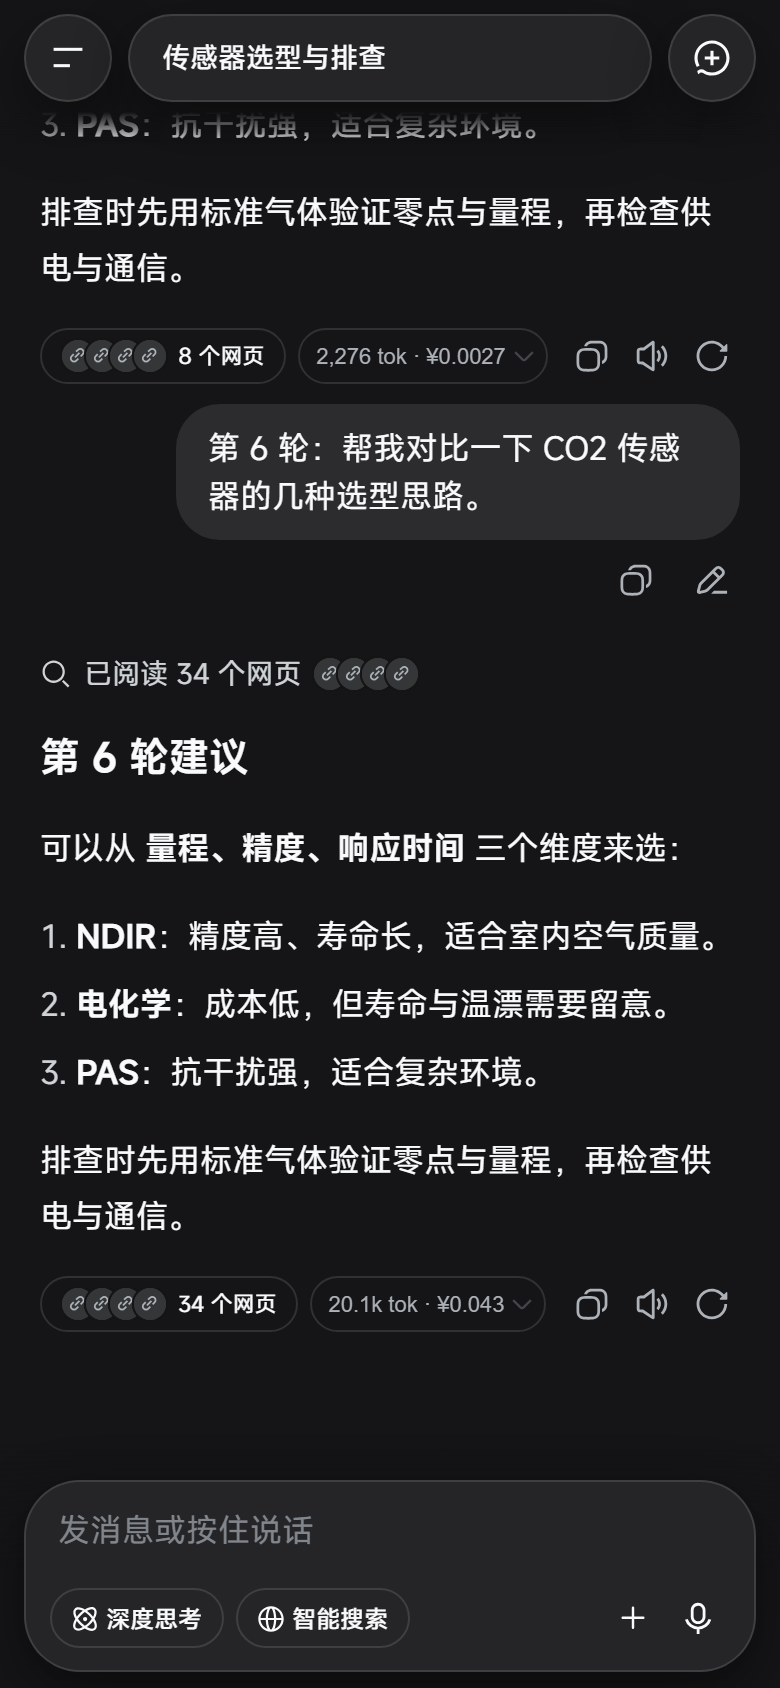 传感器选型与排查
3. PAS：抗干扰强，适合复杂环境。
排查时先用标准气体验证零点与量程，再检查供
电与通信。
8 个网页
2,276 tok · ¥0.0027
第 6 轮：帮我对比一下 CO2 传感
器的几种选型思路。
已阅读 34 个网页
第 6 轮建议
可以从 量程、精度、响应时间 三个维度来选：
1. NDIR：精度高、寿命长，适合室内空气质量。
2. 电化学：成本低，但寿命与温漂需要留意。
3. PAS：抗干扰强，适合复杂环境。
排查时先用标准气体验证零点与量程，再检查供
电与通信。
34 个网页
20.1k tok · ¥0.043
发消息或按住说话
深度思考
智能搜索